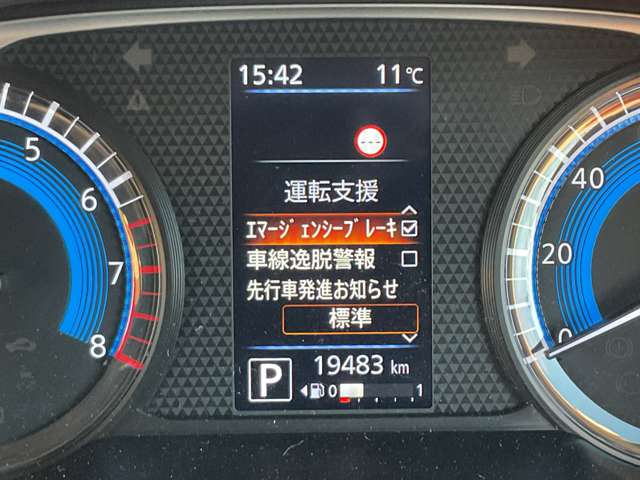 15:42 11℃
運転支援
ｴﾏｰｼﾞｪﾝｼｰﾌﾞﾚｰｷ
車線逸脱警報
先行車発進お知らせ
標準
P 19483 km
0 1
5
6
7
8
40
20
0